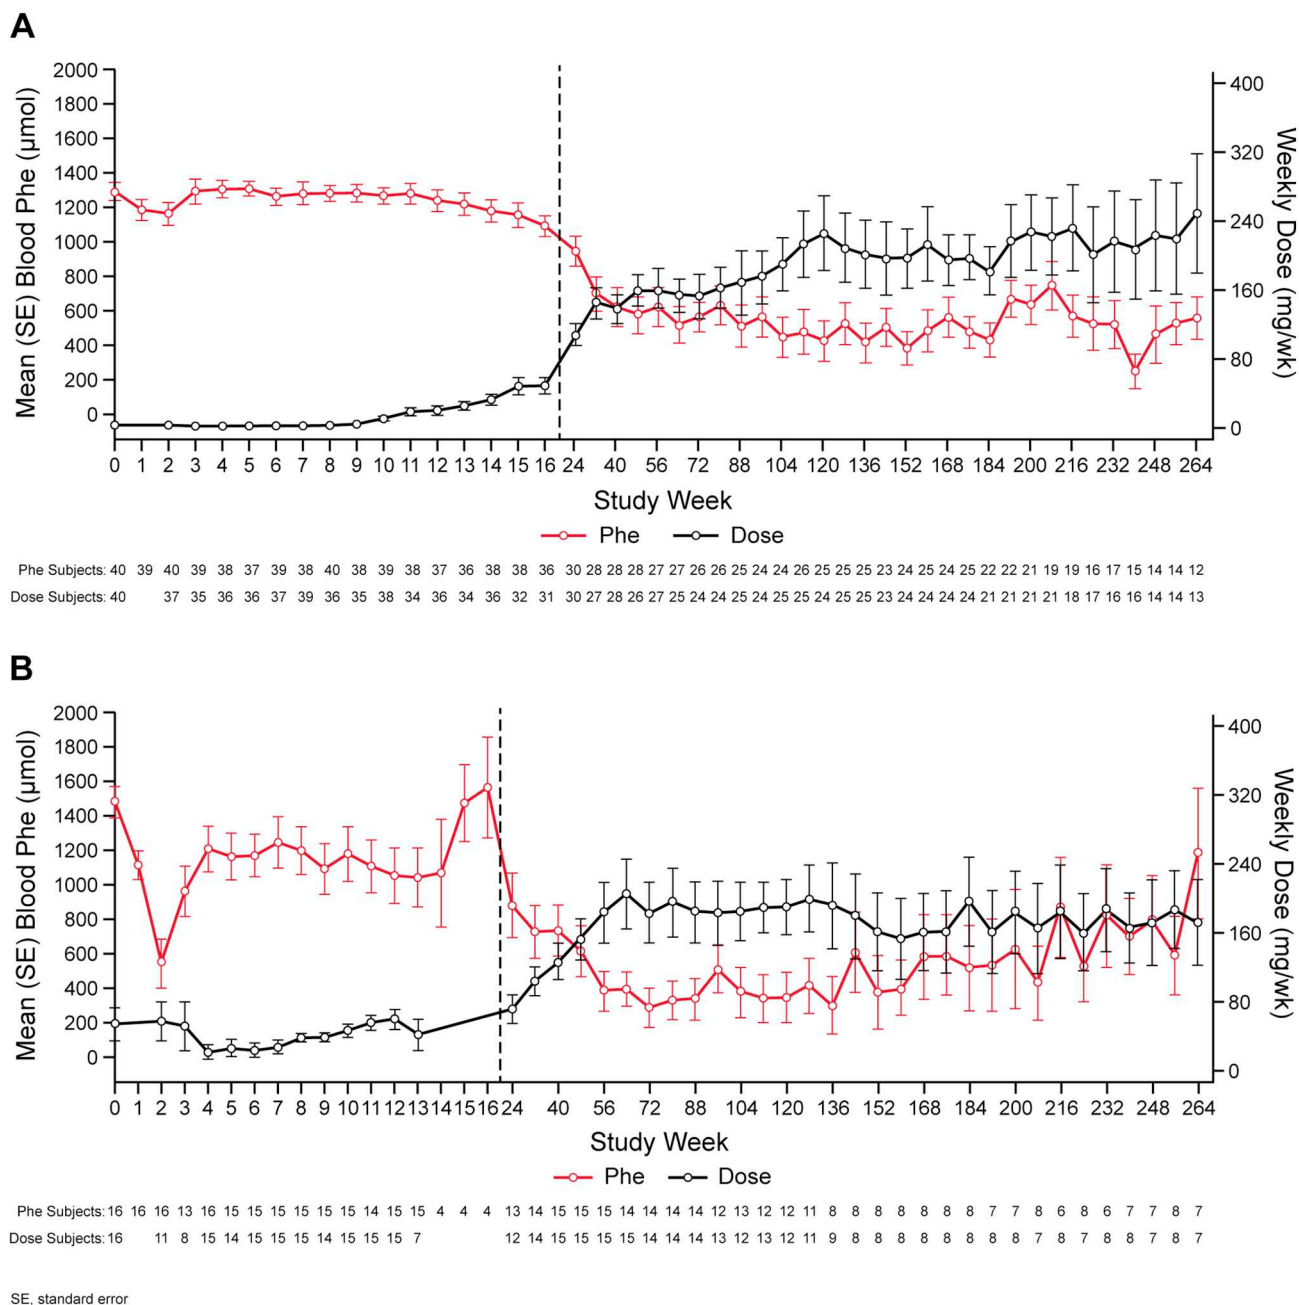 A
2000
1800
1600
1400
1200
1000
800
600
400
200
0
Mean (SE) Blood Phe (µmol)
400
320
240
160
80
0
Weekly Dose (mg/wk)
0 1 2 3 4 5 6 7 8 9 10 11 12 13 14 15 16 24 40 56 72 88 104 120 136 152 168 184 200 216 232 248 264
Study Week
Phe Dose
Phe Subjects: 40 39 40 39 38 37 39 38 40 38 39 38 37 36 38 38 36 30 28 28 28 27 27 26 26 25 24 24 26 25 25 25 23 24 25 24 25 22 22 21 19 19 16 17 15 14 14 12
Dose Subjects: 40 37 35 36 36 37 39 36 35 38 34 36 34 36 32 31 30 27 28 26 27 25 24 24 25 24 24 25 24 25 25 24 24 24 24 24 21 21 21 21 18 17 16 16 14 14 13
B
2000
1800
1600
1400
1200
1000
800
600
400
200
0
Mean (SE) Blood Phe (µmol)
400
320
240
160
80
0
Weekly Dose (mg/wk)
0 1 2 3 4 5 6 7 8 9 10 11 12 13 14 15 16 24 40 56 72 88 104 120 136 152 168 184 200 216 232 248 264
Study Week
Phe Dose
Phe Subjects: 16 16 16 13 16 15 15 15 15 15 15 14 15 15 4 4 4 13 14 15 15 15 14 14 14 12 13 12 12 11 8 8 8 8 8 8 8 7 7 8 6 8 6 7 7 8 7
Dose Subjects: 16 11 8 15 14 15 15 15 14 15 15 15 7 12 14 15 15 15 14 14 14 13 12 13 12 11 9 8 8 8 8 8 8 8 8 7 8 7 8 8 7 8 7
SE, standard error